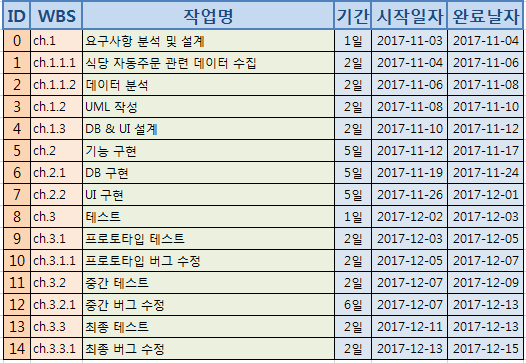 ID WBS 작업명 기간 시작일자 완료날자
0 ch.1 요구사항 분석 및 설계 1일 2017-11-03 2017-11-04
1 ch.1.1.1 식당 자동주문 관련 데이터 수집 2일 2017-11-04 2017-11-06
2 ch.1.1.2 데이터 분석 2일 2017-11-06 2017-11-08
3 ch.1.2 UML 작성 2일 2017-11-08 2017-11-10
4 ch.1.3 DB & UI 설계 2일 2017-11-10 2017-11-12
5 ch.2 기능 구현 5일 2017-11-12 2017-11-17
6 ch.2.1 DB 구현 5일 2017-11-19 2017-11-24
7 ch.2.2 UI 구현 5일 2017-11-26 2017-12-01
8 ch.3 테스트 1일 2017-12-02 2017-12-03
9 ch.3.1 프로토타입 테스트 2일 2017-12-03 2017-12-05
10 ch.3.1.1 프로토타입 버그 수정 2일 2017-12-05 2017-12-07
11 ch.3.2 중간 테스트 2일 2017-12-07 2017-12-09
12 ch.3.2.1 중간 버그 수정 6일 2017-12-07 2017-12-13
13 ch.3.3 최종 테스트 2일 2017-12-11 2017-12-13
14 ch.3.3.1 최종 버그 수정 2일 2017-12-13 2017-12-15